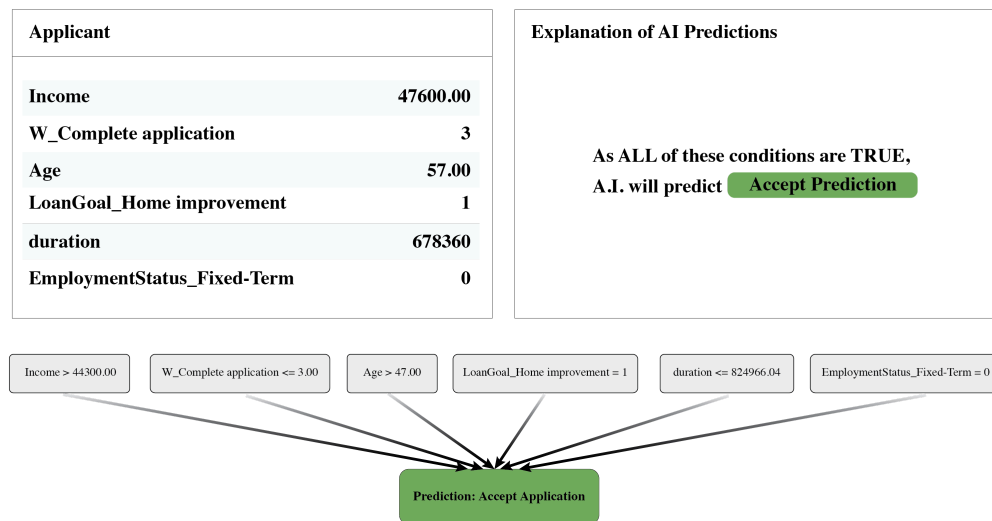 Applicant
Income 47600.00
W_Complete application 3
Age 57.00
LoanGoal_Home improvement 1
duration 678360
EmploymentStatus_Fixed-Term 0
Explanation of AI Predictions
As ALL of these conditions are TRUE,
A.I. will predict Accept Prediction
Income > 44300.00
W_Complete application <= 3.00
Age > 47.00
LoanGoal_Home improvement = 1
duration <= 824966.04
EmploymentStatus_Fixed-Term = 0
Prediction: Accept Application